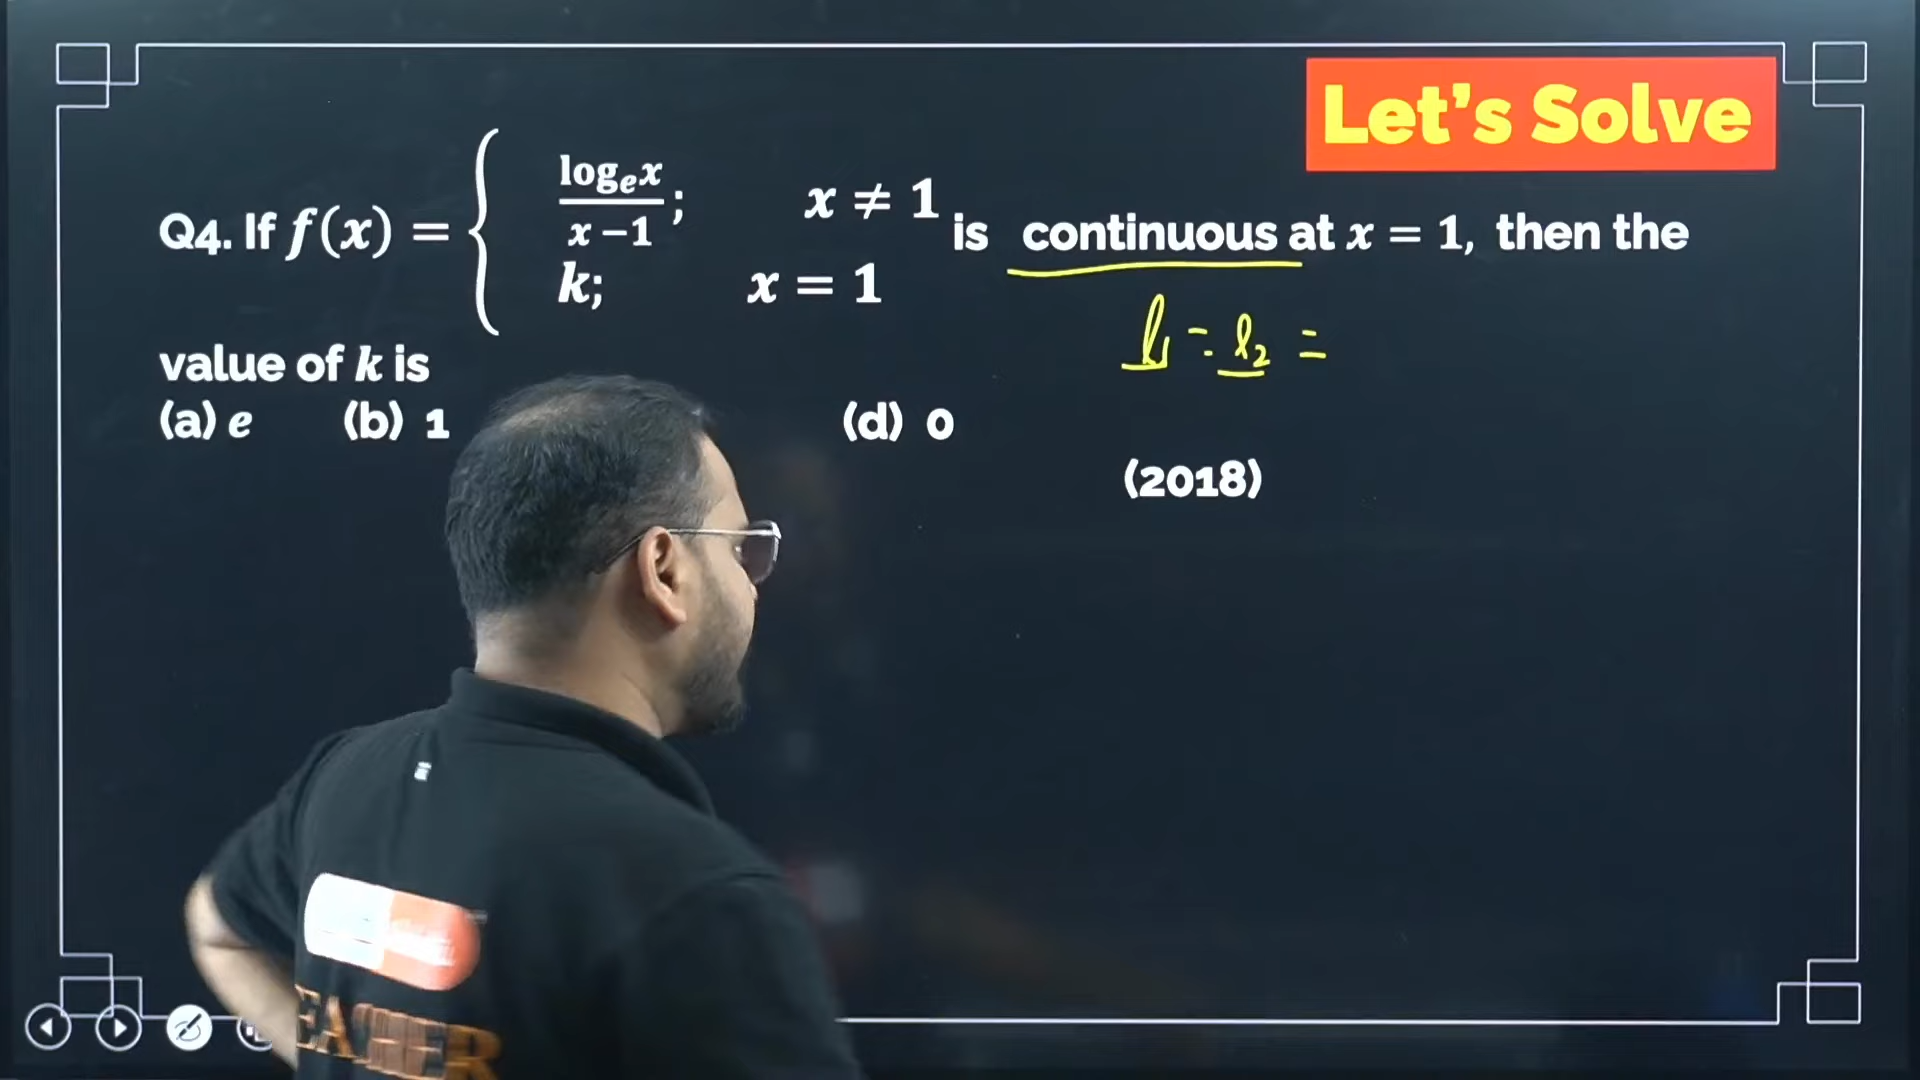 Let's Solve
Q4. If f(x) = { logₑx / x − 1 ; x ≠ 1
k; x = 1
is continuous at x = 1, then the
l₁ = l₂ =
value of k is
(a) e (b) 1 (d) 0
(2018)